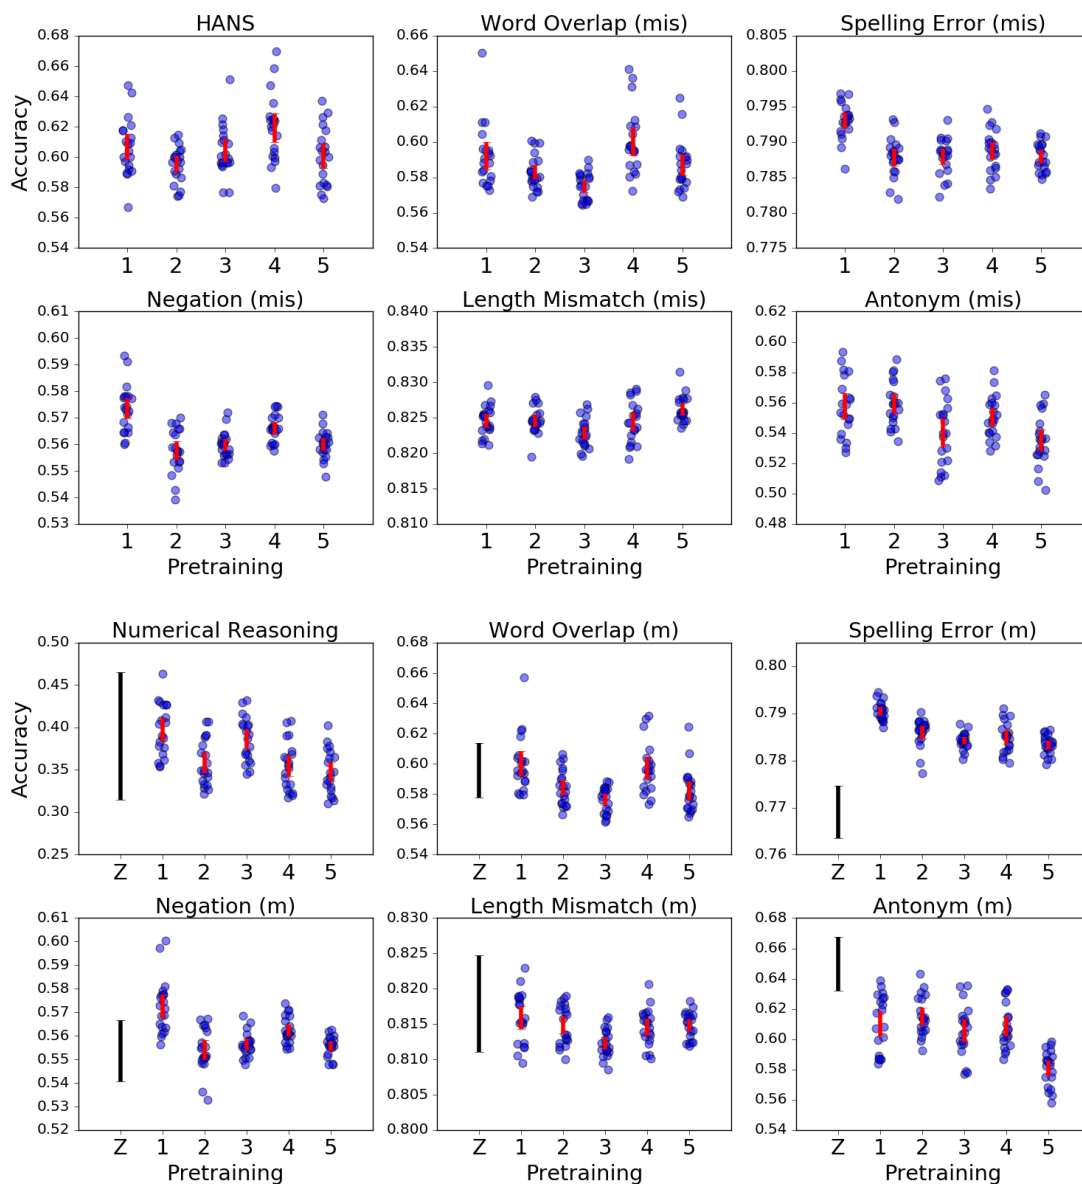 HANS Word Overlap (mis) Spelling Error (mis)
Accuracy
0.68 0.66 0.805
0.66 0.64 0.800
0.64 0.62 0.795
0.62 0.60 0.790
0.60 0.58 0.785
0.58 0.56 0.780
0.56 0.54 0.775
0.54
1 2 3 4 5 1 2 3 4 5 1 2 3 4 5
Negation (mis) Length Mismatch (mis) Antonym (mis)
0.61 0.840 0.62
0.60 0.835 0.60
0.59 0.830 0.58
0.58 0.825 0.56
0.57 0.820 0.54
0.56 0.815 0.52
0.55 0.810 0.50
0.54 0.48
0.53
1 2 3 4 5 1 2 3 4 5 1 2 3 4 5
Pretraining Pretraining Pretraining
Numerical Reasoning Word Overlap (m) Spelling Error (m)
Accuracy
0.50 0.68 0.80
0.45 0.66 0.79
0.40 0.64 0.78
0.35 0.62 0.77
0.30 0.60 0.76
0.25 0.58
0.56
0.54
Z 1 2 3 4 5 Z 1 2 3 4 5 Z 1 2 3 4 5
Negation (m) Length Mismatch (m) Antonym (m)
0.61 0.830 0.68
0.60 0.825 0.66
0.59 0.820 0.64
0.58 0.815 0.62
0.57 0.810 0.60
0.56 0.805 0.58
0.55 0.800 0.56
0.54 0.54
0.53
0.52
Z 1 2 3 4 5 Z 1 2 3 4 5 Z 1 2 3 4 5
Pretraining Pretraining Pretraining